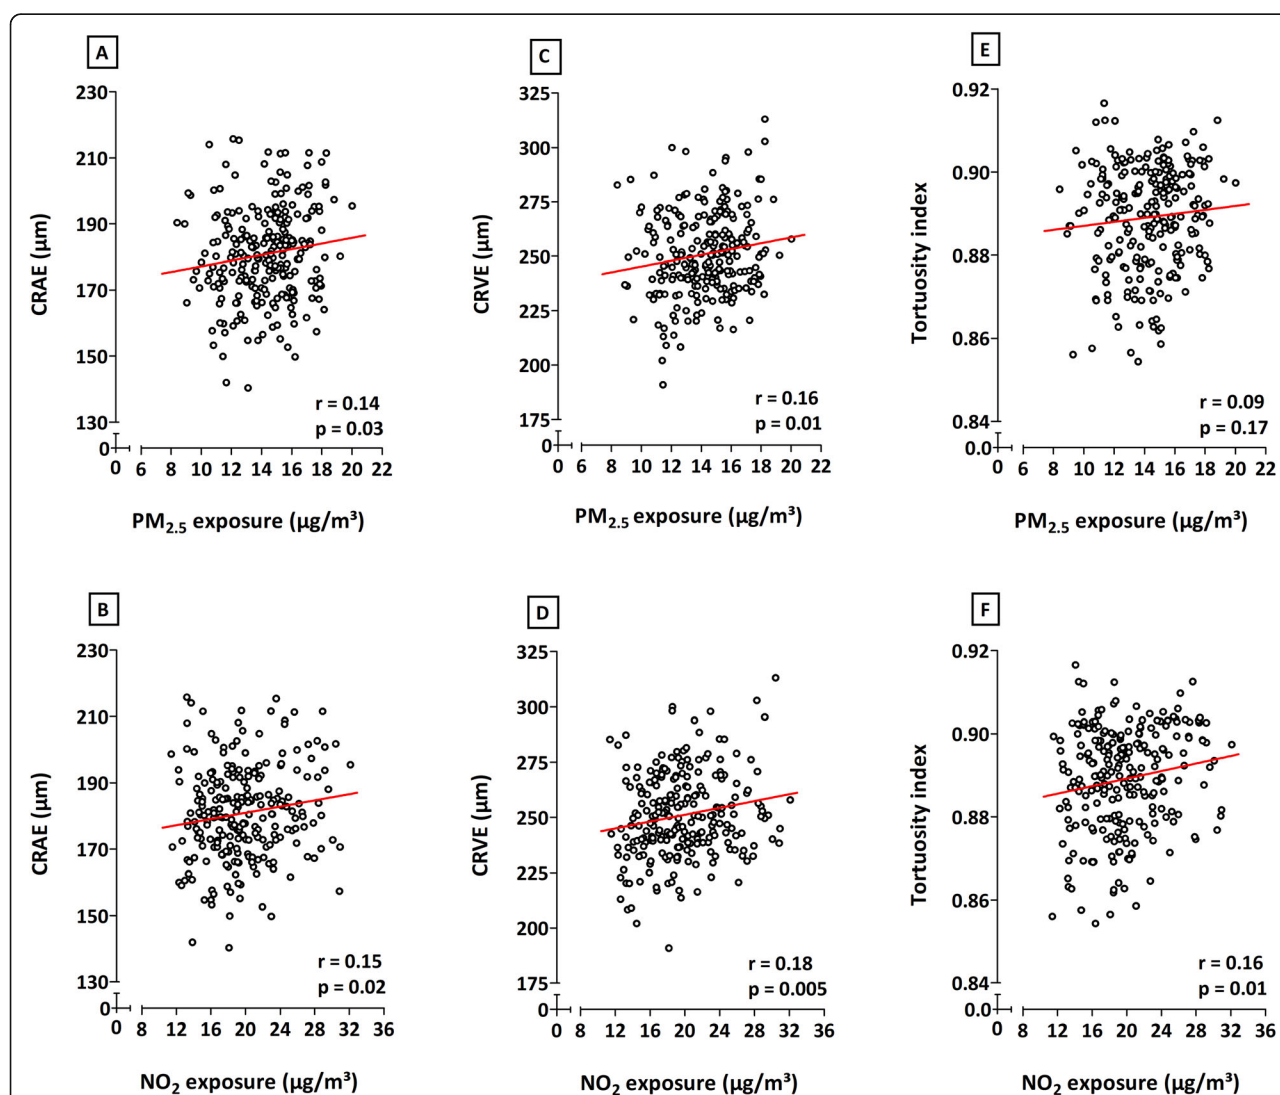 A
230
210
190
170
150
130
0
CRAE (µm)
r = 0.14
p = 0.03
0 6 8 10 12 14 16 18 20 22
PM2.5 exposure (µg/m³)
C
325
300
275
250
225
200
175
0
CRVE (µm)
r = 0.16
p = 0.01
0 6 8 10 12 14 16 18 20 22
PM2.5 exposure (µg/m³)
E
0.92
0.90
0.88
0.86
0.84
0.0
Tortuosity index
r = 0.09
p = 0.17
0 6 8 10 12 14 16 18 20 22
PM2.5 exposure (µg/m³)
B
230
210
190
170
150
130
0
CRAE (µm)
r = 0.15
p = 0.02
0 8 12 16 20 24 28 32 36
NO2 exposure (µg/m³)
D
325
300
275
250
225
200
175
0
CRVE (µm)
r = 0.18
p = 0.005
0 8 12 16 20 24 28 32 36
NO2 exposure (µg/m³)
F
0.92
0.90
0.88
0.86
0.84
0.0
Tortuosity index
r = 0.16
p = 0.01
0 8 12 16 20 24 28 32 36
NO2 exposure (µg/m³)